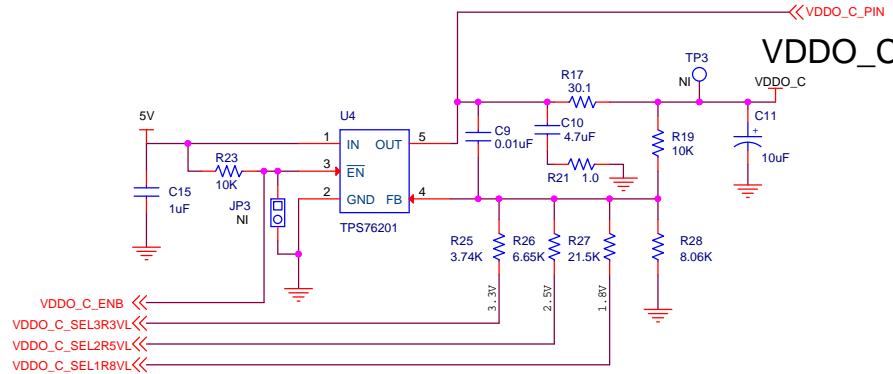 VDDO_C_PIN
VDDO_C
TP3
NI
VDDO_C
R17
30.1
U4
5V
1
IN
OUT
5
C9
0.01uF
C10
4.7uF
R19
10K
C11
+
10uF
R23
10K
3
EN
R21
1.0
C15
1uF
JP3
NI
2
GND
FB
4
TPS76201
R25
3.74K
R26
6.65K
R27
21.5K
R28
8.06K
3.3V
2.5V
1.8V
VDDO_C_ENB
VDDO_C_SEL3R3VL
VDDO_C_SEL2R5VL
VDDO_C_SEL1R8VL